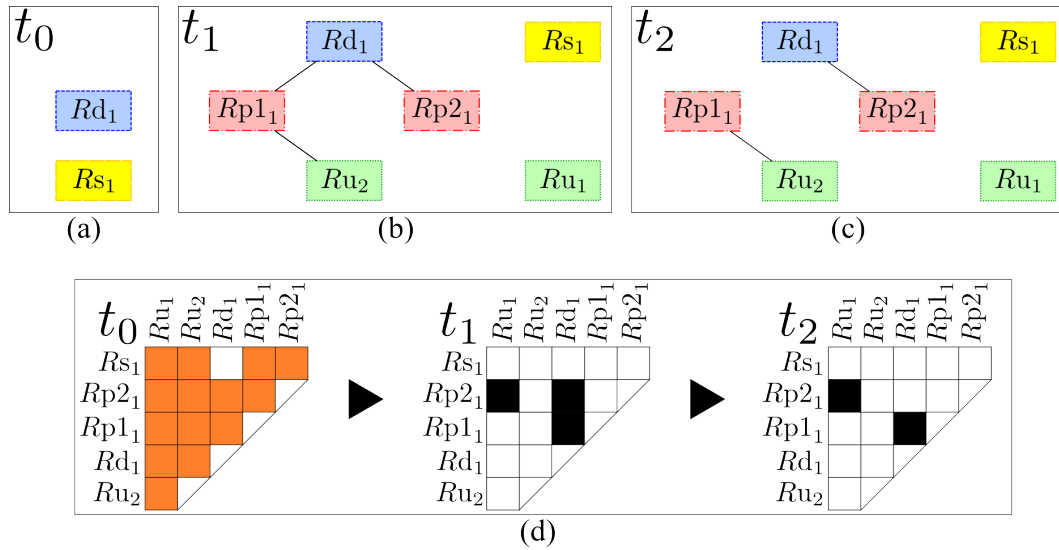 t₀
Rd₁
Rs₁
(a)
t₁
Rd₁
Rs₁
Rp1₁
Rp2₁
Ru₂
Ru₁
(b)
t₂
Rd₁
Rs₁
Rp1₁
Rp2₁
Ru₂
Ru₁
(c)
t₀
Ru₁
Ru₂
Rd₁
Rp1₁
Rp2₁
Rs₁
Rp2₁
Rp1₁
Rd₁
Ru₂
t₁
Ru₁
Ru₂
Rd₁
Rp1₁
Rp2₁
Rs₁
Rp2₁
Rp1₁
Rd₁
Ru₂
t₂
Ru₁
Ru₂
Rd₁
Rp1₁
Rp2₁
Rs₁
Rp2₁
Rp1₁
Rd₁
Ru₂
(d)